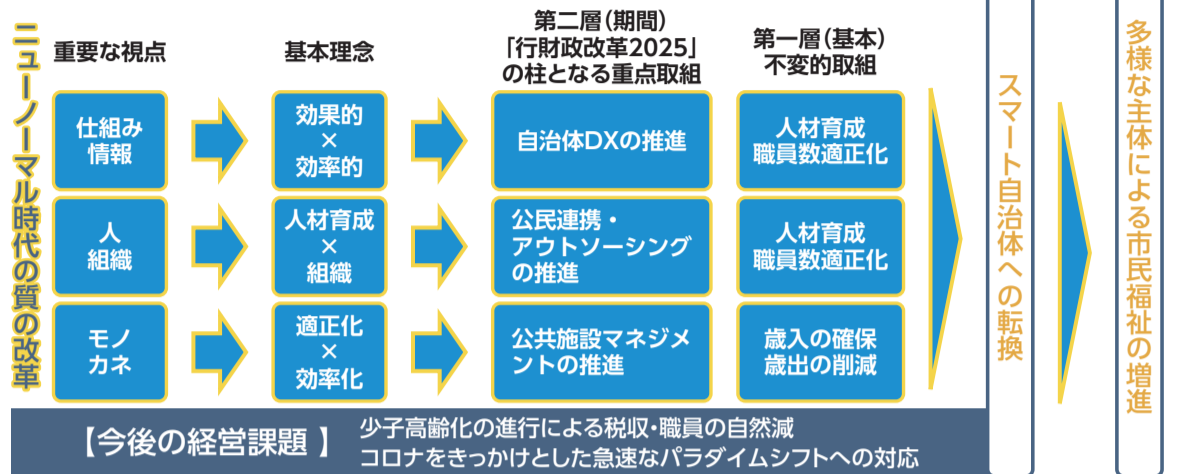 ニューノーマル時代の質の改革
重要な視点
基本理念
第二層（期間）
「行財政改革2025」
の柱となる重点取組
第一層（基本）
不変的取組
仕組み
情報
効果的
×
効率的
自治体DXの推進
人材育成
職員数適正化
人
組織
人材育成
×
組織
公民連携・
アウトソーシング
の推進
人材育成
職員数適正化
モノ
カネ
適正化
×
効率化
公共施設マネジメ
ントの推進
歳入の確保
歳出の削減
スマート自治体への転換
多様な主体による市民福祉の増進
【今後の経営課題 】
少子高齢化の進行による税収・職員の自然減
コロナをきっかけとした急速なパラダイムシフトへの対応